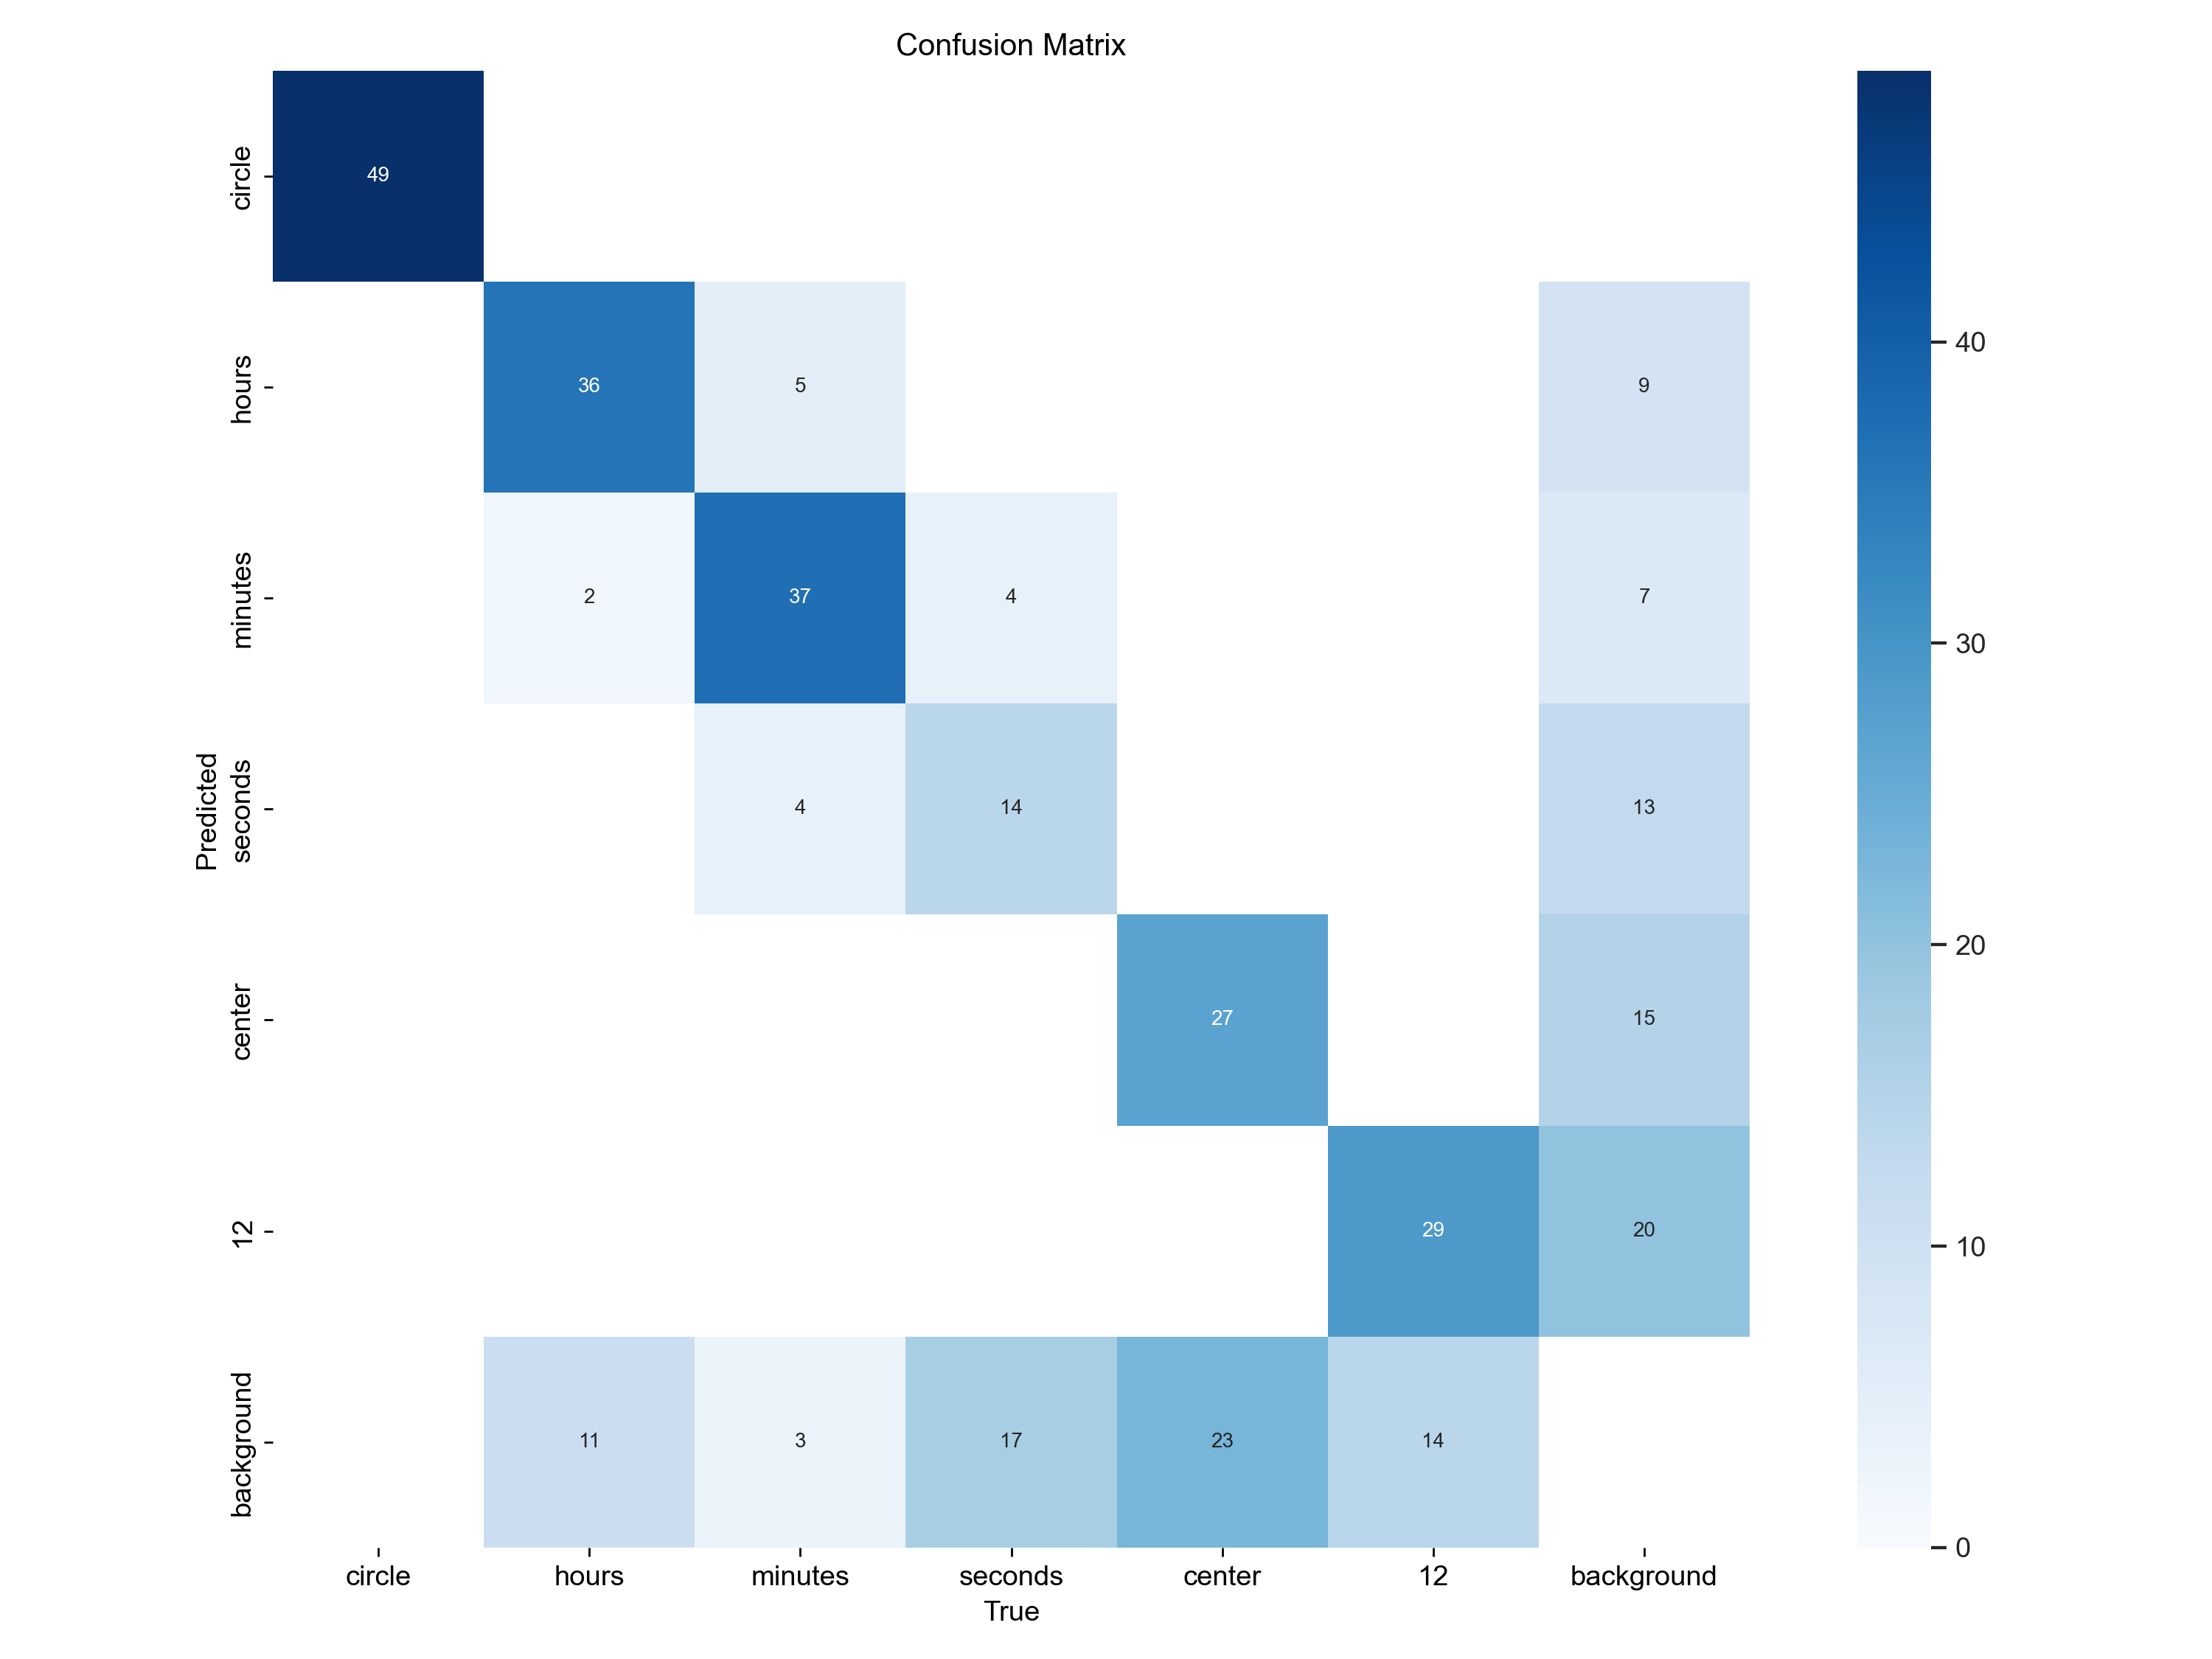 Confusion Matrix
circle
49
hours
36 5 9
40
minutes
2 37 4 7
30
Predicted
seconds
4 14 13
20
center
27 15
12
29 20
10
background
11 3 17 23 14
0
circle hours minutes seconds center 12 background
True